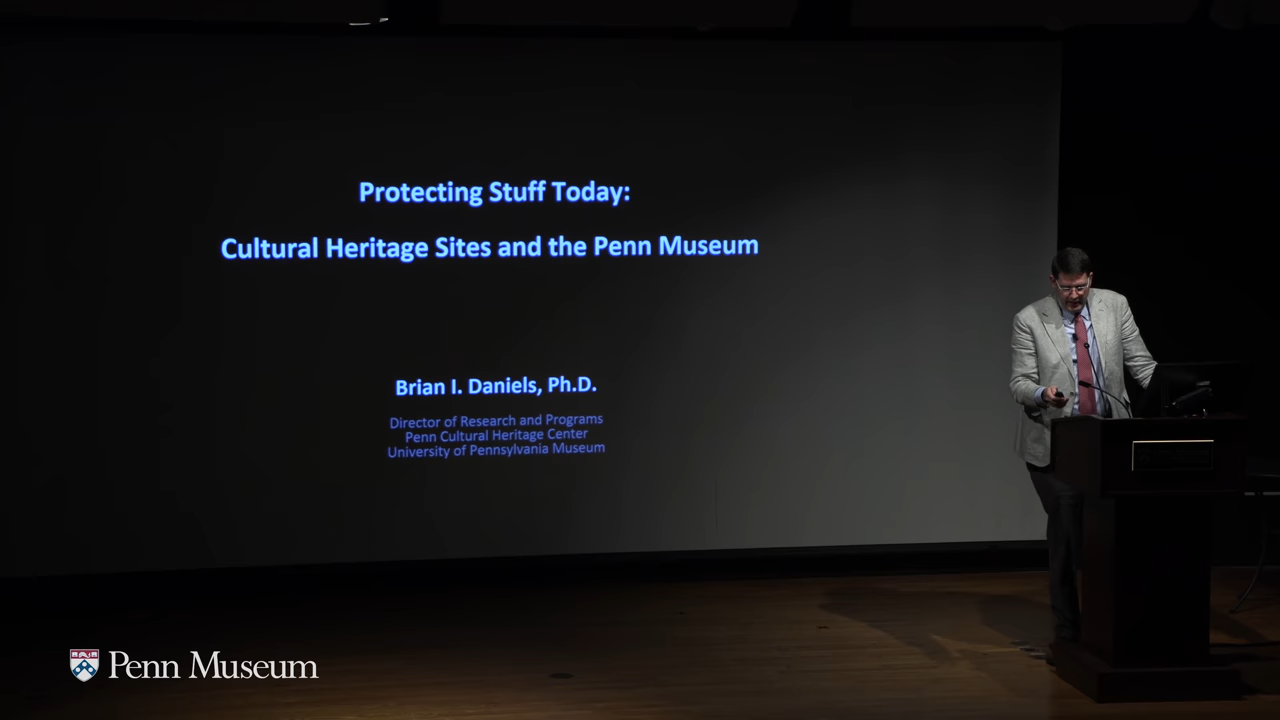 Protecting Stuff Today:
Cultural Heritage Sites and the Penn Museum
Brian I. Daniels, Ph.D.
Director of Research and Programs
Penn Cultural Heritage Center
University of Pennsylvania Museum
Penn Museum